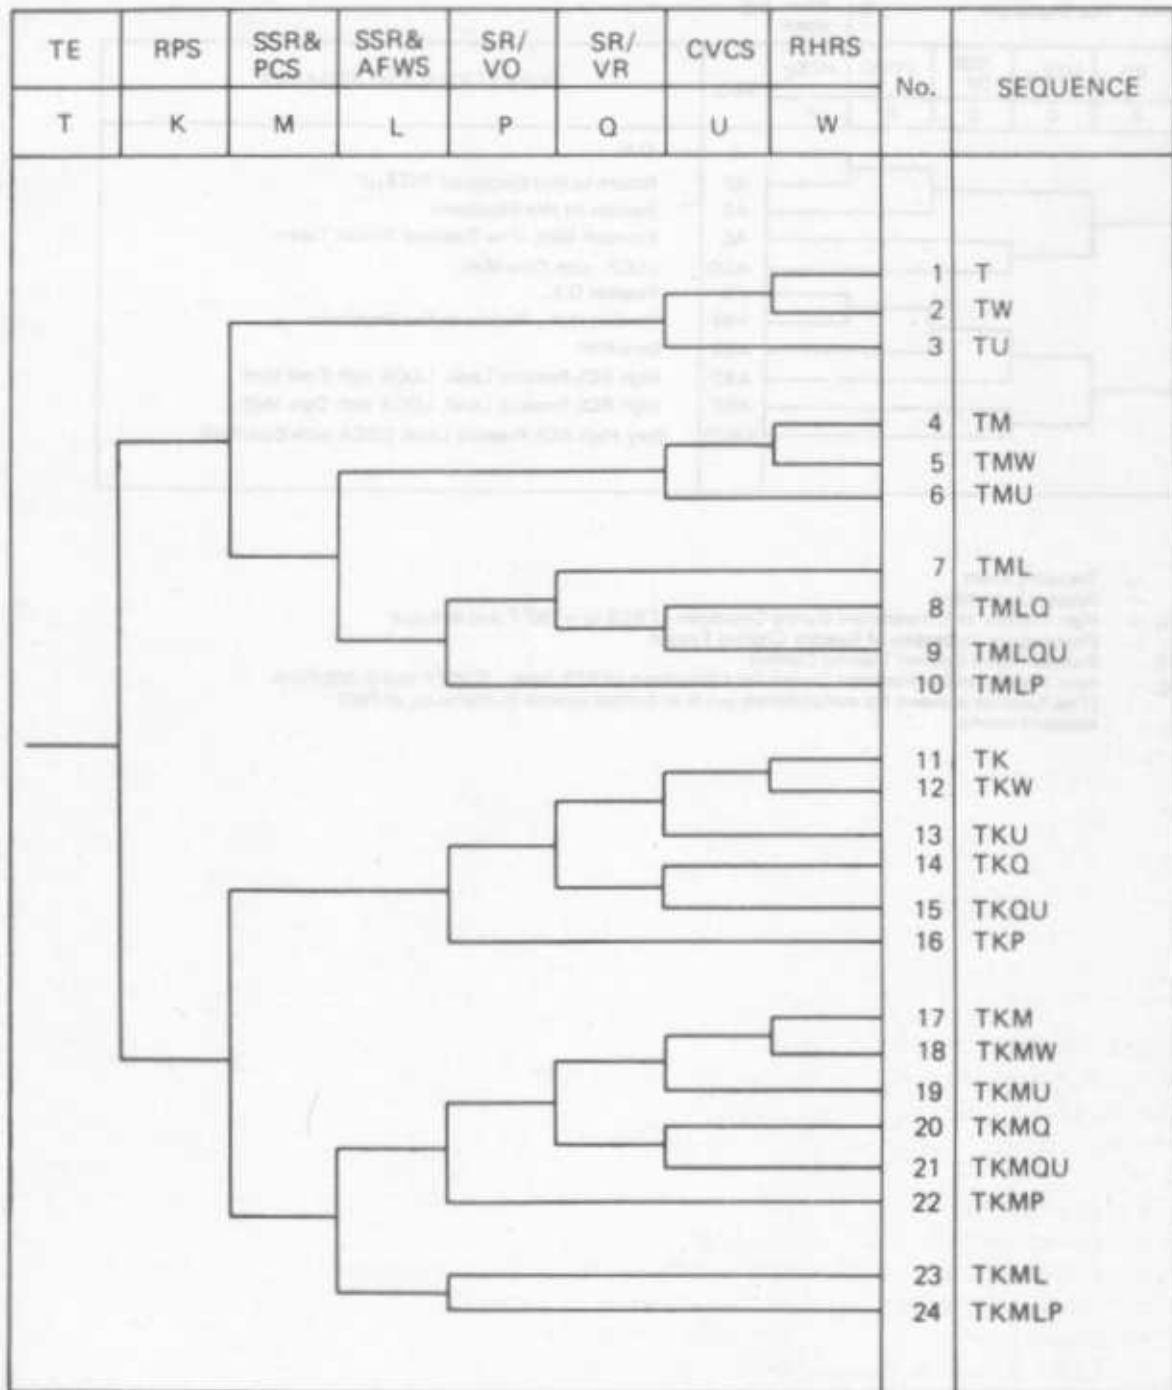 TE RPS SSR& PCS SSR& AFWS SR/ VO SR/ VR CVCS RHRS No. SEQUENCE
T K M L P Q U W
1 T
2 TW
3 TU
4 TM
5 TMW
6 TMU
7 TML
8 TMLQ
9 TMLQU
10 TMLP
11 TK
12 TKW
13 TKU
14 TKQ
15 TKQU
16 TKP
17 TKM
18 TKMW
19 TKMU
20 TKMQ
21 TKMQU
22 TKMP
23 TKML
24 TKMLP